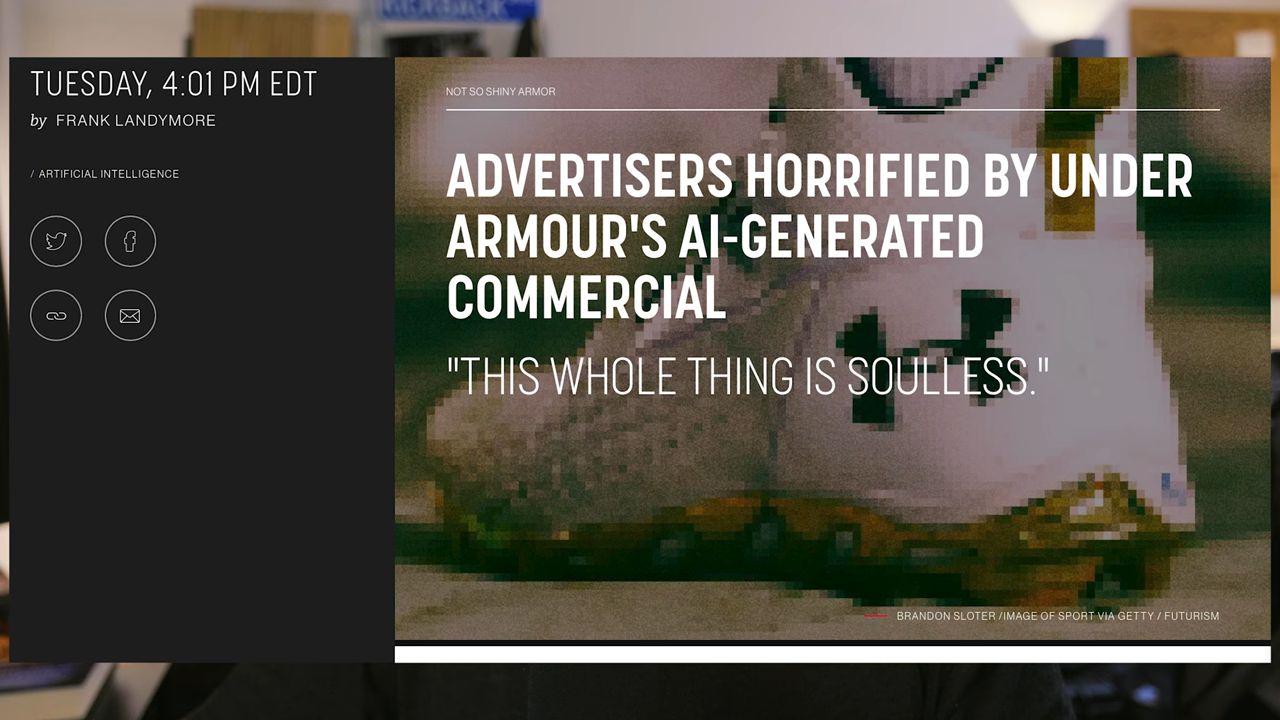 KICKBACK
TUESDAY, 4:01 PM EDT
by FRANK LANDYMORE
/ ARTIFICIAL INTELLIGENCE
NOT SO SHINY ARMOR
ADVERTISERS HORRIFIED BY UNDER
ARMOUR'S AI-GENERATED
COMMERCIAL
"THIS WHOLE THING IS SOULLESS."
BRANDON SLOTER /IMAGE OF SPORT VIA GETTY / FUTURISM